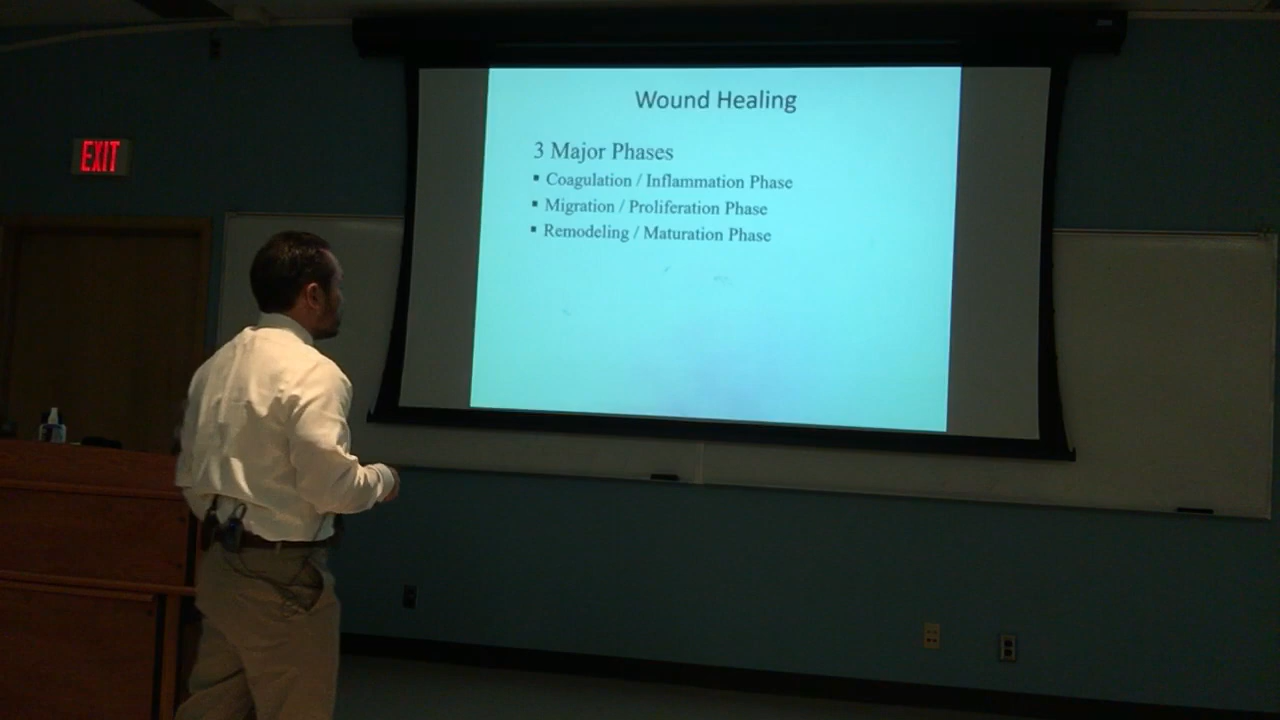 Wound Healing
EXIT
3 Major Phases
▪ Coagulation / Inflammation Phase
▪ Migration / Proliferation Phase
▪ Remodeling / Maturation Phase